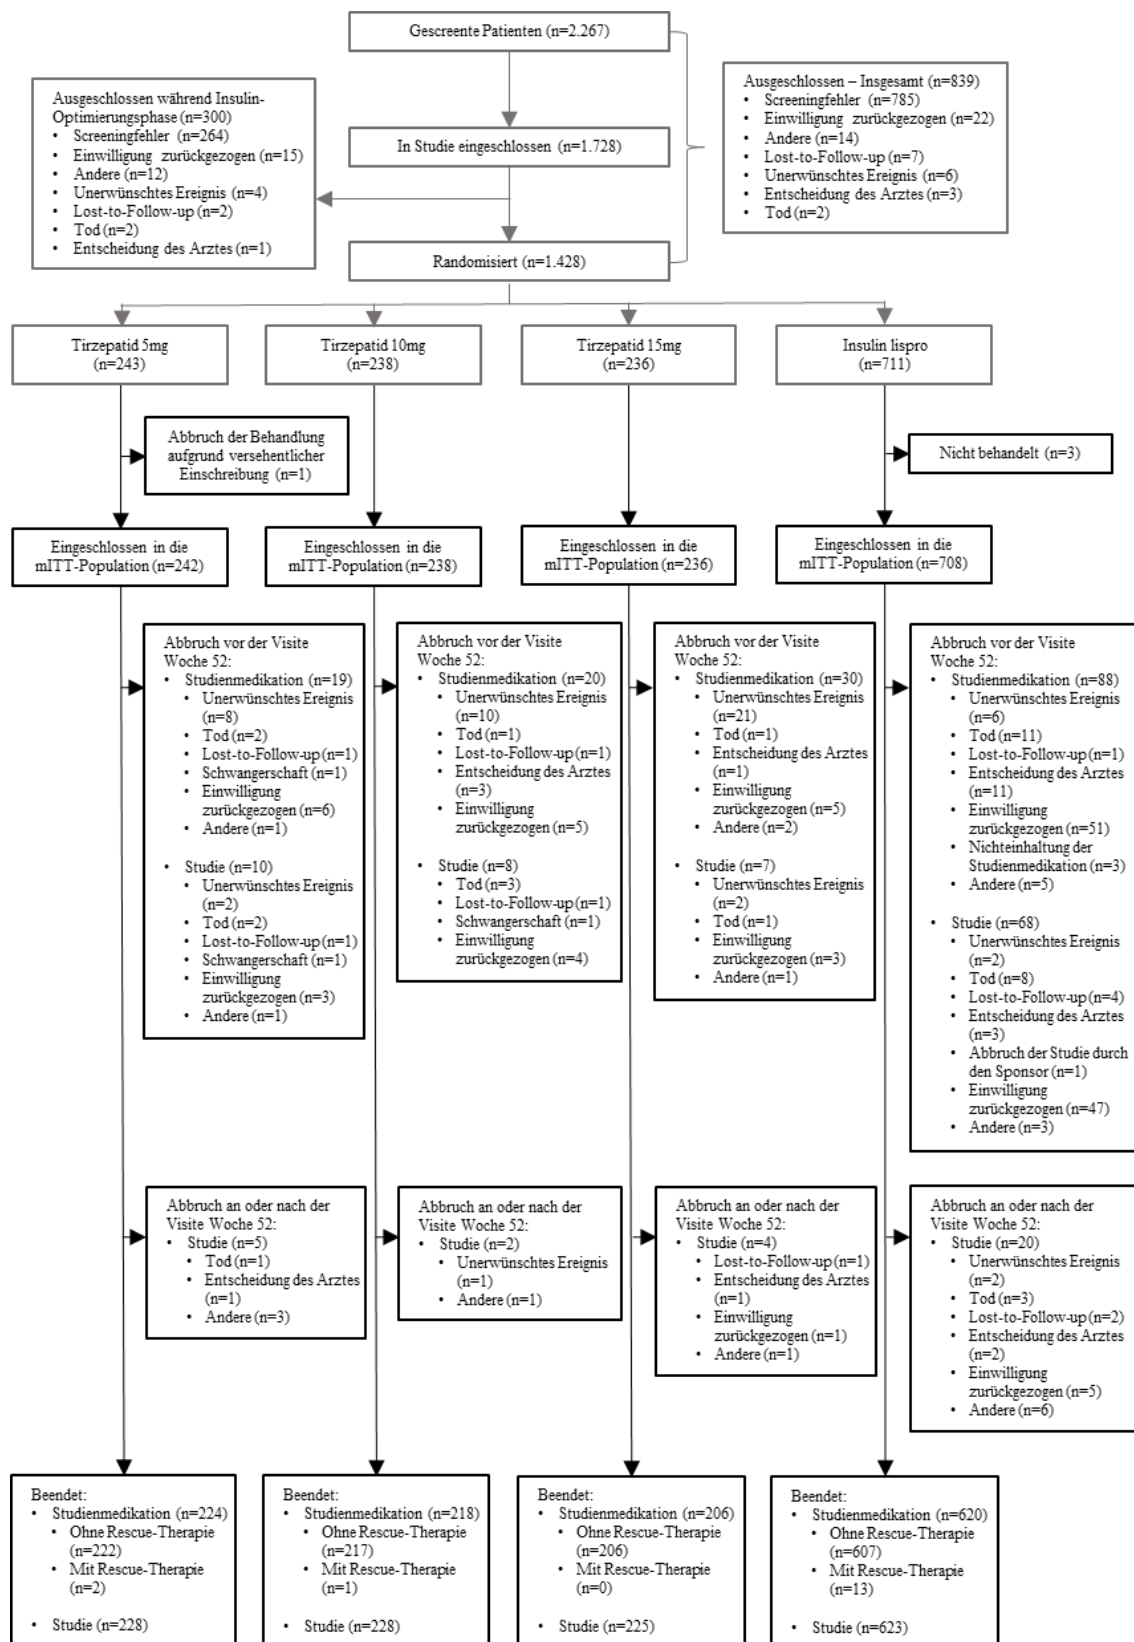 Gescreente Patienten (n=2.267)
Ausgeschlossen während Insulin-
Optimierungsphase (n=300)
• Screeningfehler (n=264)
• Einwilligung zurückgezogen (n=15)
• Andere (n=12)
• Unerwünschtes Ereignis (n=4)
• Lost-to-Follow-up (n=2)
• Tod (n=2)
• Entscheidung des Arztes (n=1)
Ausgeschlossen – Insgesamt (n=839)
• Screeningfehler (n=785)
• Einwilligung zurückgezogen (n=22)
• Andere (n=14)
• Lost-to-Follow-up (n=7)
• Unerwünschtes Ereignis (n=6)
• Entscheidung des Arztes (n=3)
• Tod (n=2)
In Studie eingeschlossen (n=1.728)
Randomisiert (n=1.428)
Tirzepatid 5mg
(n=243)
Tirzepatid 10mg
(n=238)
Tirzepatid 15mg
(n=236)
Insulin lispro
(n=711)
Abbruch der Behandlung
aufgrund versehentlicher
Einschreibung (n=1)
Nicht behandelt (n=3)
Eingeschlossen in die
mITT-Population (n=242)
Eingeschlossen in die
mITT-Population (n=238)
Eingeschlossen in die
mITT-Population (n=236)
Eingeschlossen in die
mITT-Population (n=708)
Abbruch vor der Visite
Woche 52:
• Studienmedikation (n=19)
• Unerwünschtes Ereignis
(n=8)
• Tod (n=2)
• Lost-to-Follow-up (n=1)
• Schwangerschaft (n=1)
• Einwilligung
zurückgezogen (n=6)
• Andere (n=1)
• Studie (n=10)
• Unerwünschtes Ereignis
(n=2)
• Tod (n=2)
• Lost-to-Follow-up (n=1)
• Schwangerschaft (n=1)
• Einwilligung
zurückgezogen (n=3)
• Andere (n=1)
Abbruch vor der Visite
Woche 52:
• Studienmedikation (n=20)
• Unerwünschtes Ereignis
(n=10)
• Tod (n=1)
• Lost-to-Follow-up (n=1)
• Entscheidung des Arztes
(n=3)
• Einwilligung
zurückgezogen (n=5)
• Studie (n=8)
• Tod (n=3)
• Lost-to-Follow-up (n=1)
• Schwangerschaft (n=1)
• Einwilligung
zurückgezogen (n=4)
Abbruch vor der Visite
Woche 52:
• Studienmedikation (n=30)
• Unerwünschtes Ereignis
(n=21)
• Tod (n=1)
• Entscheidung des Arztes
(n=1)
• Einwilligung
zurückgezogen (n=5)
• Andere (n=2)
• Studie (n=7)
• Unerwünschtes Ereignis
(n=2)
• Tod (n=1)
• Einwilligung
zurückgezogen (n=3)
• Andere (n=1)
Abbruch vor der Visite
Woche 52:
• Studienmedikation (n=88)
• Unerwünschtes Ereignis
(n=6)
• Tod (n=11)
• Lost-to-Follow-up (n=1)
• Entscheidung des Arztes
(n=11)
• Einwilligung
zurückgezogen (n=51)
• Nichteinhaltung der
Studienmedikation (n=3)
• Andere (n=5)
• Studie (n=68)
• Unerwünschtes Ereignis
(n=2)
• Tod (n=8)
• Lost-to-Follow-up (n=4)
• Entscheidung des Arztes
(n=3)
• Abbruch der Studie durch
den Sponsor (n=1)
• Einwilligung
zurückgezogen (n=47)
• Andere (n=3)
Abbruch an oder nach der
Visite Woche 52:
• Studie (n=5)
• Tod (n=1)
• Entscheidung des Arztes
(n=1)
• Andere (n=3)
Abbruch an oder nach der
Visite Woche 52:
• Studie (n=2)
• Unerwünschtes Ereignis
(n=1)
• Andere (n=1)
Abbruch an oder nach der
Visite Woche 52:
• Studie (n=4)
• Lost-to-Follow-up (n=1)
• Entscheidung des Arztes
(n=1)
• Einwilligung
zurückgezogen (n=1)
• Andere (n=1)
Abbruch an oder nach der
Visite Woche 52:
• Studie (n=20)
• Unerwünschtes Ereignis
(n=2)
• Tod (n=3)
• Lost-to-Follow-up (n=2)
• Entscheidung des Arztes
(n=2)
• Einwilligung
zurückgezogen (n=5)
• Andere (n=6)
Beendet:
• Studienmedikation (n=224)
• Ohne Rescue-Therapie
(n=222)
• Mit Rescue-Therapie
(n=2)
• Studie (n=228)
Beendet:
• Studienmedikation (n=218)
• Ohne Rescue-Therapie
(n=217)
• Mit Rescue-Therapie
(n=1)
• Studie (n=228)
Beendet:
• Studienmedikation (n=206)
• Ohne Rescue-Therapie
(n=206)
• Mit Rescue-Therapie
(n=0)
• Studie (n=225)
Beendet:
• Studienmedikation (n=620)
• Ohne Rescue-Therapie
(n=607)
• Mit Rescue-Therapie
(n=13)
• Studie (n=623)